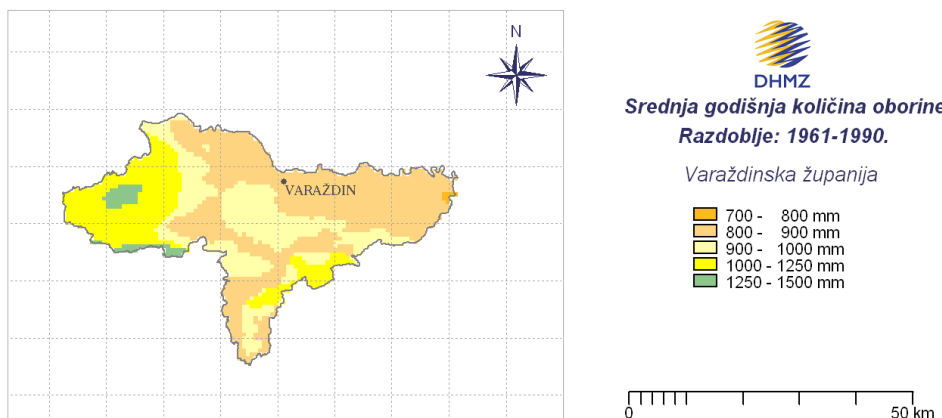 N
VARAŽDIN
DHMZ
Srednja godišnja količina oborine
Razdoblje: 1961-1990.
Varaždinska županija
700 - 800 mm
800 - 900 mm
900 - 1000 mm
1000 - 1250 mm
1250 - 1500 mm
0 50 km